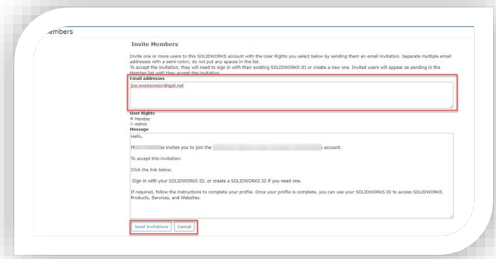 Members
Invite Members
Invite one or more users to this SOLIDWORKS account with the User Rights you select below by sending them an email invitation. Separate multiple email
addresses with a semi-colon; do not put any spaces in the list.
To accept the invitation, they will need to sign in with their existing SOLIDWORKS ID or create a new one. Invited users will appear as pending in the
Member list until they accept the invitation.
Email addresses
User Rights
Member
Admin
Message
Hello,
as invites you to join the account.
To accept this invitation:
Click the link below.
Sign in with your SOLIDWORKS ID, or create a SOLIDWORKS ID if you need one.
If required, follow the instructions to complete your profile. Once your profile is complete, you can use your SOLIDWORKS ID to access SOLIDWORKS
Products, Services, and Websites.
Send Invitations Cancel